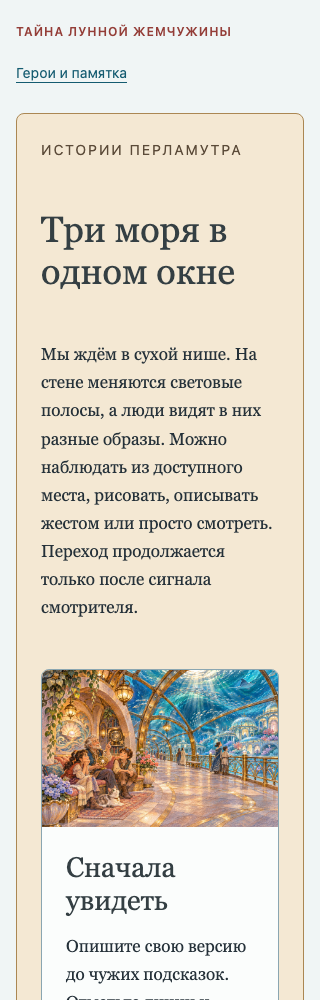 ТАЙНА ЛУННОЙ ЖЕМЧУЖИНЫ
Герои и памятка
ИСТОРИИ ПЕРЛАМУТРА
Три моря в
одном окне
Мы ждём в сухой нише. На
стене меняются световые
полосы, а люди видят в них
разные образы. Можно
наблюдать из доступного
места, рисовать, описывать
жестом или просто смотреть.
Переход продолжается
только после сигнала
смотрителя.
Сначала
увидеть
Опишите свою версию
до чужих подсказок.